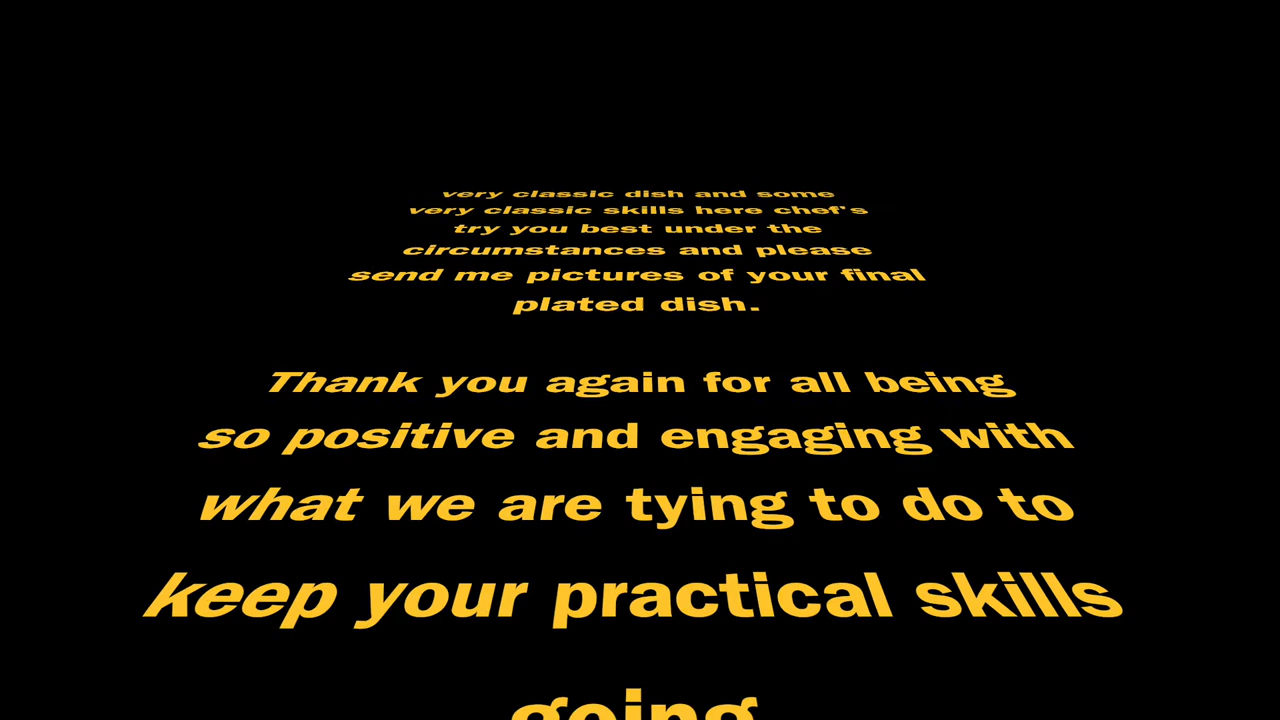 very classic dish and some
very classic skills here chef's
try you best under the
circumstances and please
send me pictures of your final
plated dish.
Thank you again for all being
so positive and engaging with
what we are tying to do to
keep your practical skills
going